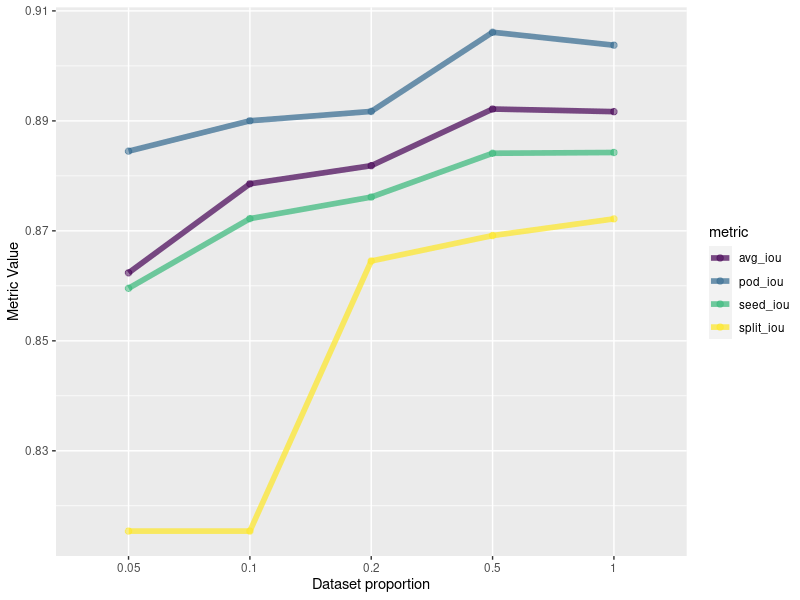 0.91
0.89
0.87
0.85
0.83
Metric Value
0.05
0.1
0.2
0.5
1
Dataset proportion
metric
avg_iou
pod_iou
seed_iou
split_iou